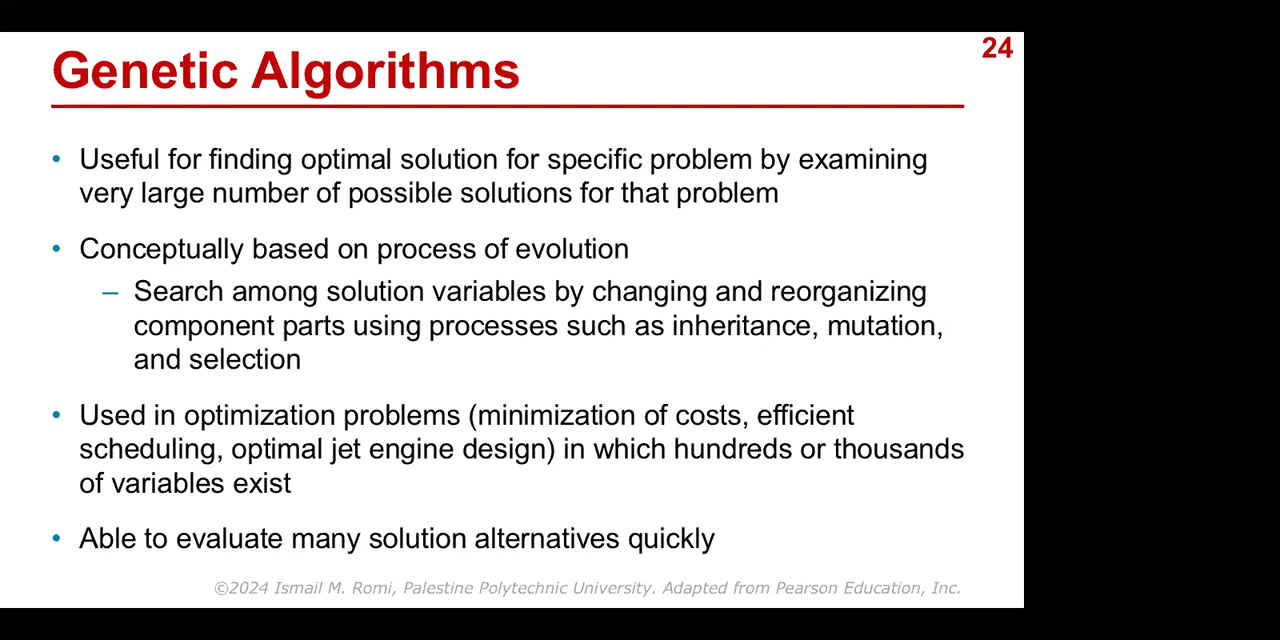 24
Genetic Algorithms
• Useful for finding optimal solution for specific problem by examining
very large number of possible solutions for that problem
• Conceptually based on process of evolution
– Search among solution variables by changing and reorganizing
component parts using processes such as inheritance, mutation,
and selection
• Used in optimization problems (minimization of costs, efficient
scheduling, optimal jet engine design) in which hundreds or thousands
of variables exist
• Able to evaluate many solution alternatives quickly
©2024 Ismail M. Romi, Palestine Polytechnic University. Adapted from Pearson Education, Inc.